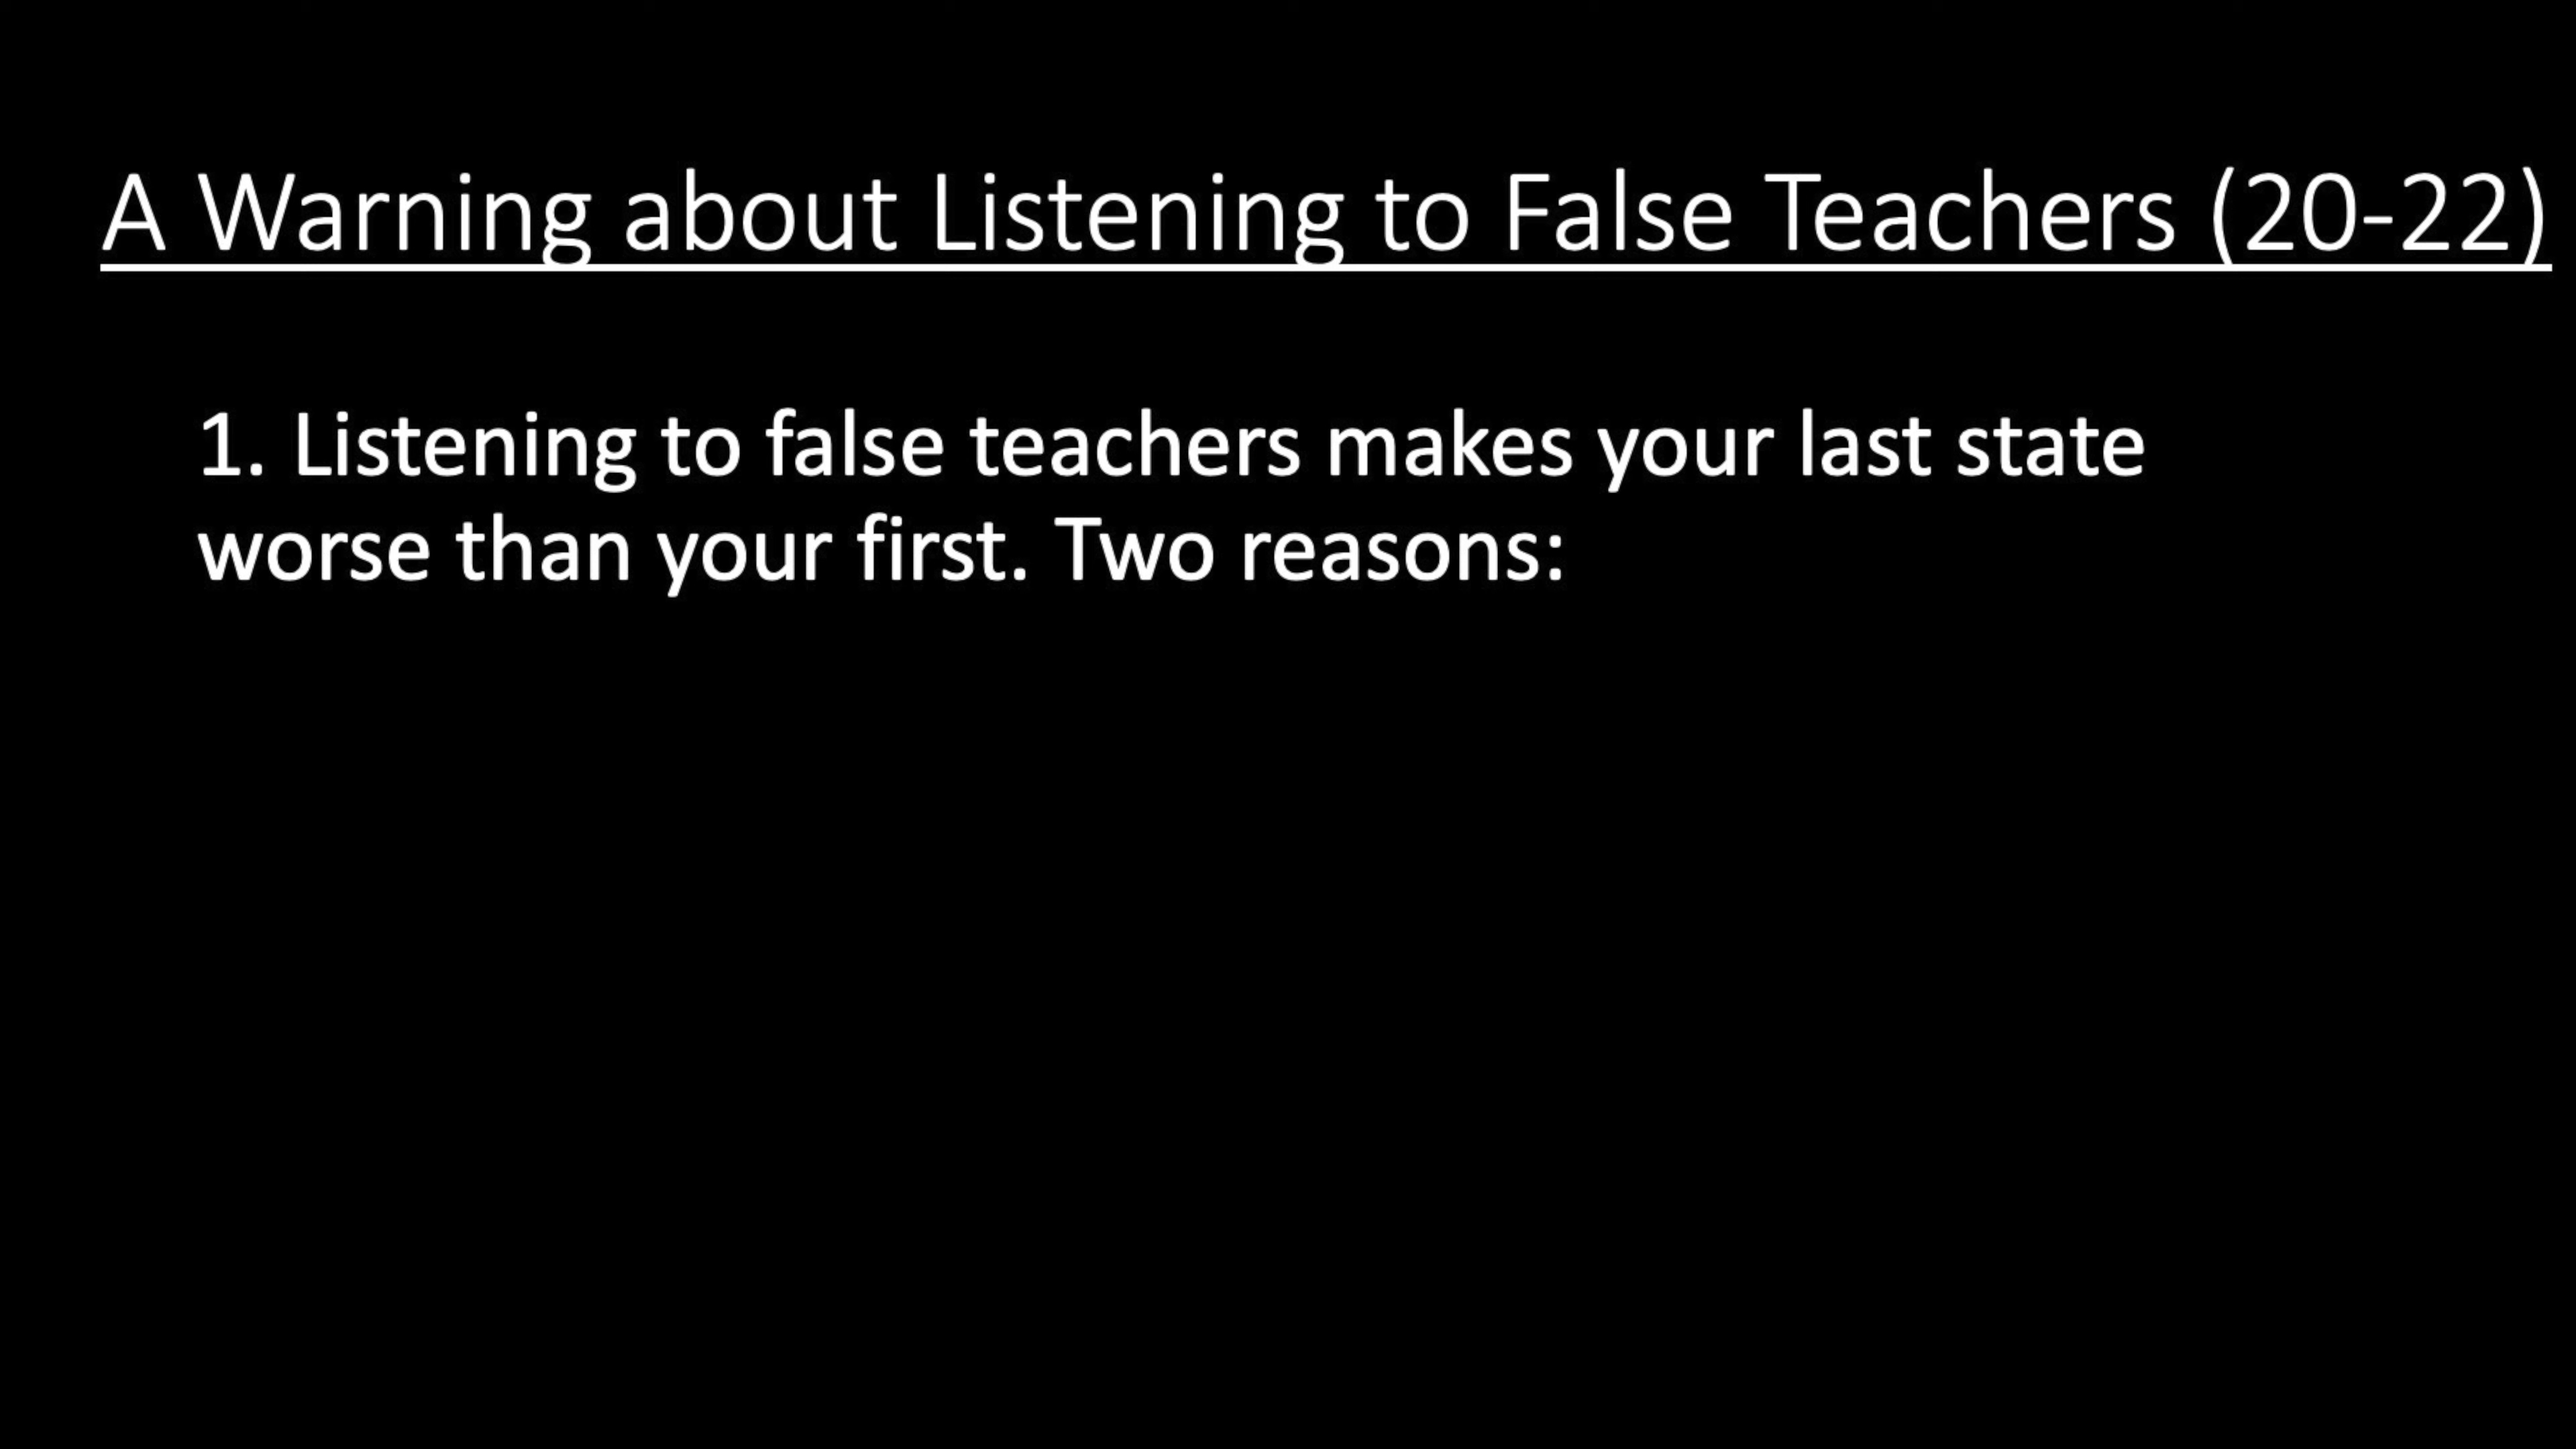 A Warning about Listening to False Teachers (20-22)
1. Listening to false teachers makes your last state
worse than your first. Two reasons: